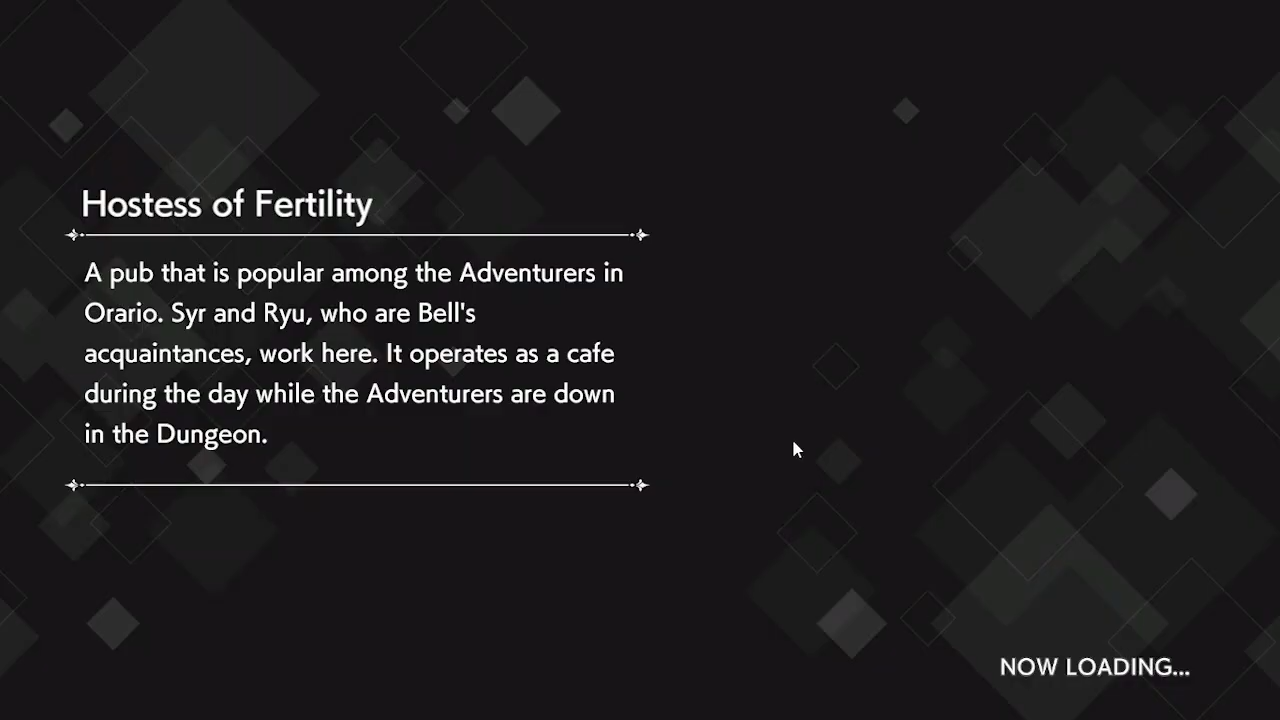 Hostess of Fertility
A pub that is popular among the Adventurers in
Orario. Syr and Ryu, who are Bell's
acquaintances, work here. It operates as a cafe
during the day while the Adventurers are down
in the Dungeon.
NOW LOADING...